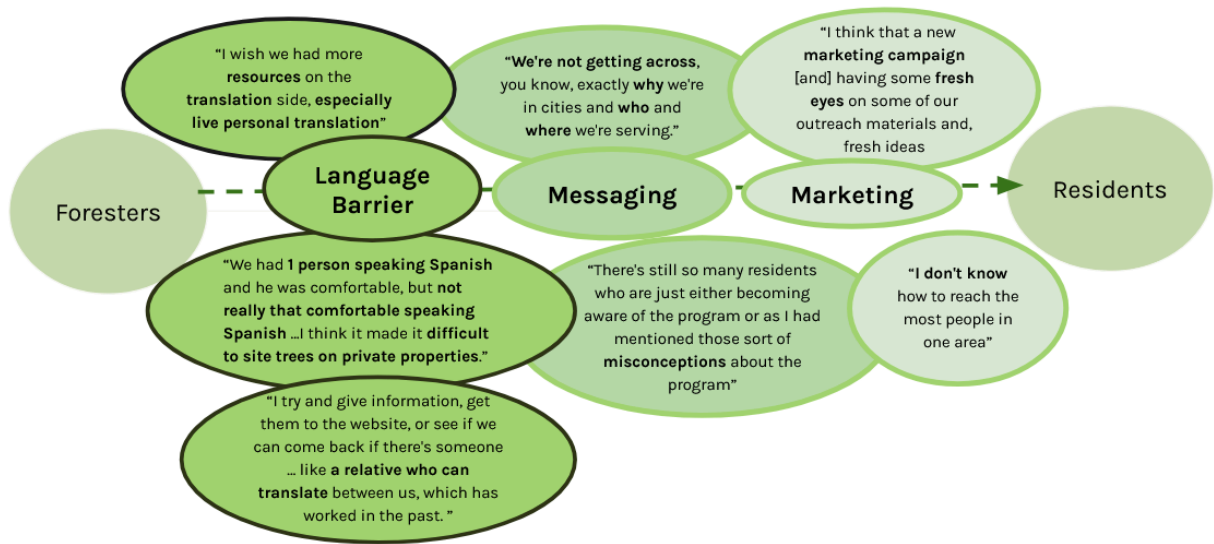 “I wish we had more
resources on the
translation side, especially
live personal translation”
“We're not getting across,
you know, exactly why we're
in cities and who and
where we're serving.”
“I think that a new
marketing campaign
[and] having some fresh
eyes on some of our
outreach materials and,
fresh ideas
Foresters
Language
Barrier
Messaging
Marketing
Residents
“We had 1 person speaking Spanish
and he was comfortable, but not
really that comfortable speaking
Spanish ...I think it made it difficult
to site trees on private properties.”
“There's still so many residents
who are just either becoming
aware of the program or as I had
mentioned those sort of
misconceptions about the
program”
“I don't know
how to reach the
most people in
one area”
“I try and give information, get
them to the website, or see if we
can come back if there's someone
... like a relative who can
translate between us, which has
worked in the past. ”